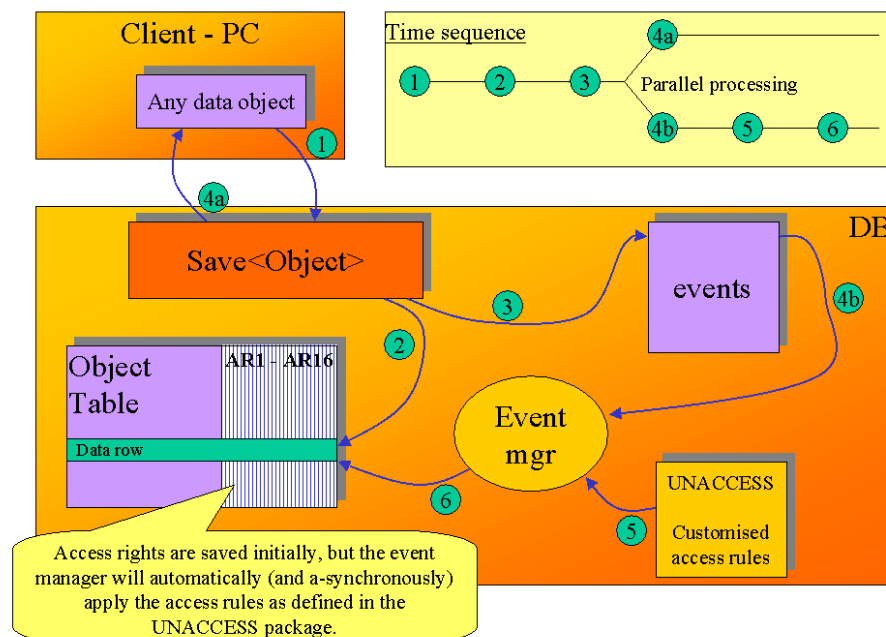 Client - PC
Any data object
1
4a
Time sequence
4a
1
2
3
Parallel processing
4b
5
6
DB
Save<Object>
events
3
4b
2
Object
Table
AR1 - AR16
Data row
Event
mgr
6
5
UNACCESS
Customised
access rules
Access rights are saved initially, but the event
manager will automatically (and a-synchronously)
apply the access rules as defined in the
UNACCESS package.